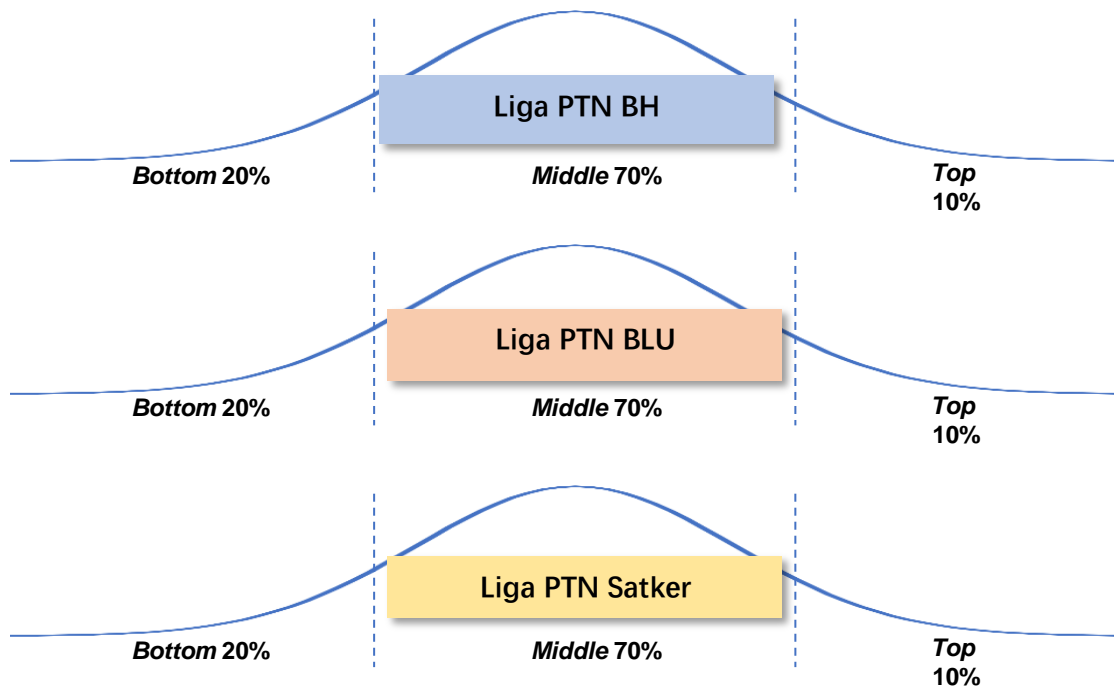 Liga PTN BH
Bottom 20%
Middle 70%
Top
10%
Liga PTN BLU
Bottom 20%
Middle 70%
Top
10%
Liga PTN Satker
Bottom 20%
Middle 70%
Top
10%